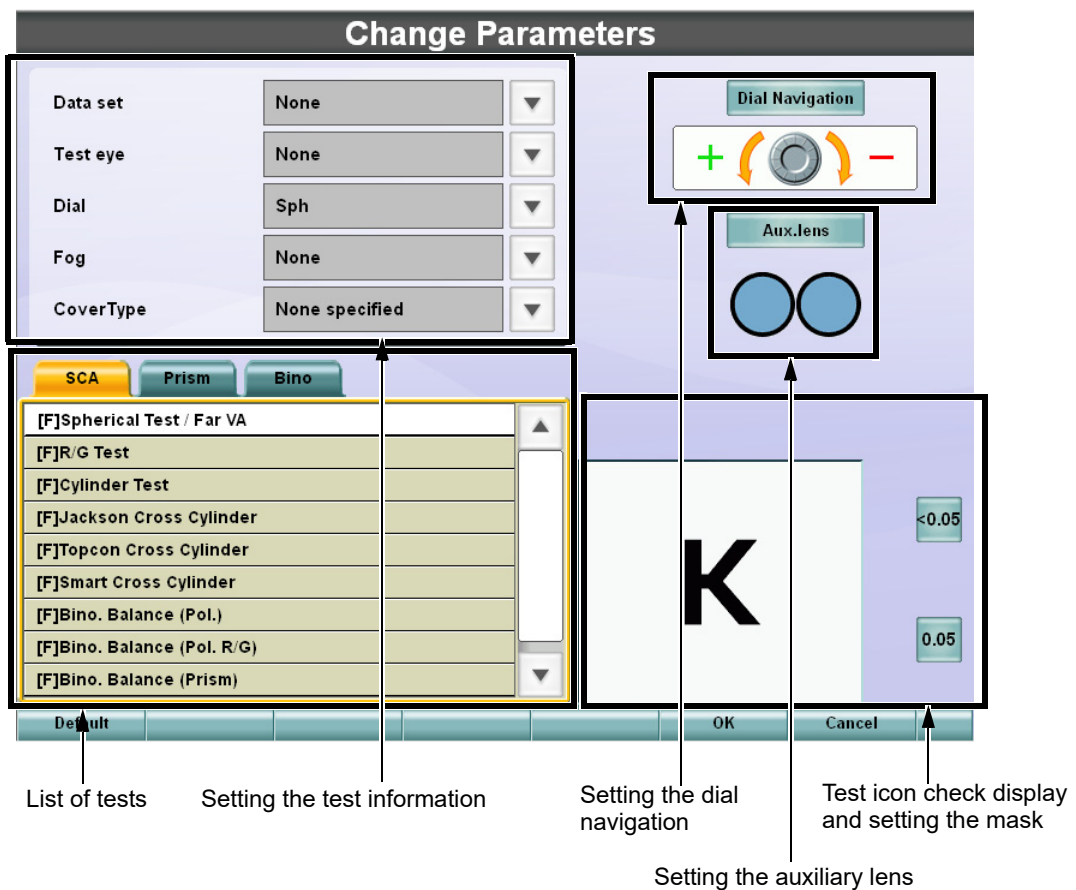 Change Parameters
Data set None
Test eye None
Dial Sph
Fog None
CoverType None specified
Dial Navigation
+ −
Aux.lens
SCA Prism Bino
[F]Spherical Test / Far VA
[F]R/G Test
[F]Cylinder Test
[F]Jackson Cross Cylinder
[F]Topcon Cross Cylinder
[F]Smart Cross Cylinder
[F]Bino. Balance (Pol.)
[F]Bino. Balance (Pol. R/G)
[F]Bino. Balance (Prism)
K
<0.05
0.05
Default OK Cancel
List of tests
Setting the test information
Setting the dial
navigation
Test icon check display
and setting the mask
Setting the auxiliary lens